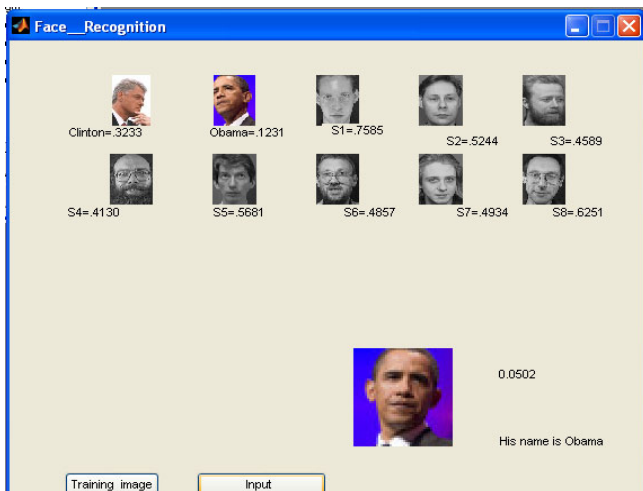 Face__Recognition
Clinton=.3233
Obama=.1231
S1=.7585
S2=.5244
S3=.4589
S4=.4130
S5=.5681
S6=.4857
S7=.4934
S8=.6251
0.0502
His name is Obama
Training image
Input